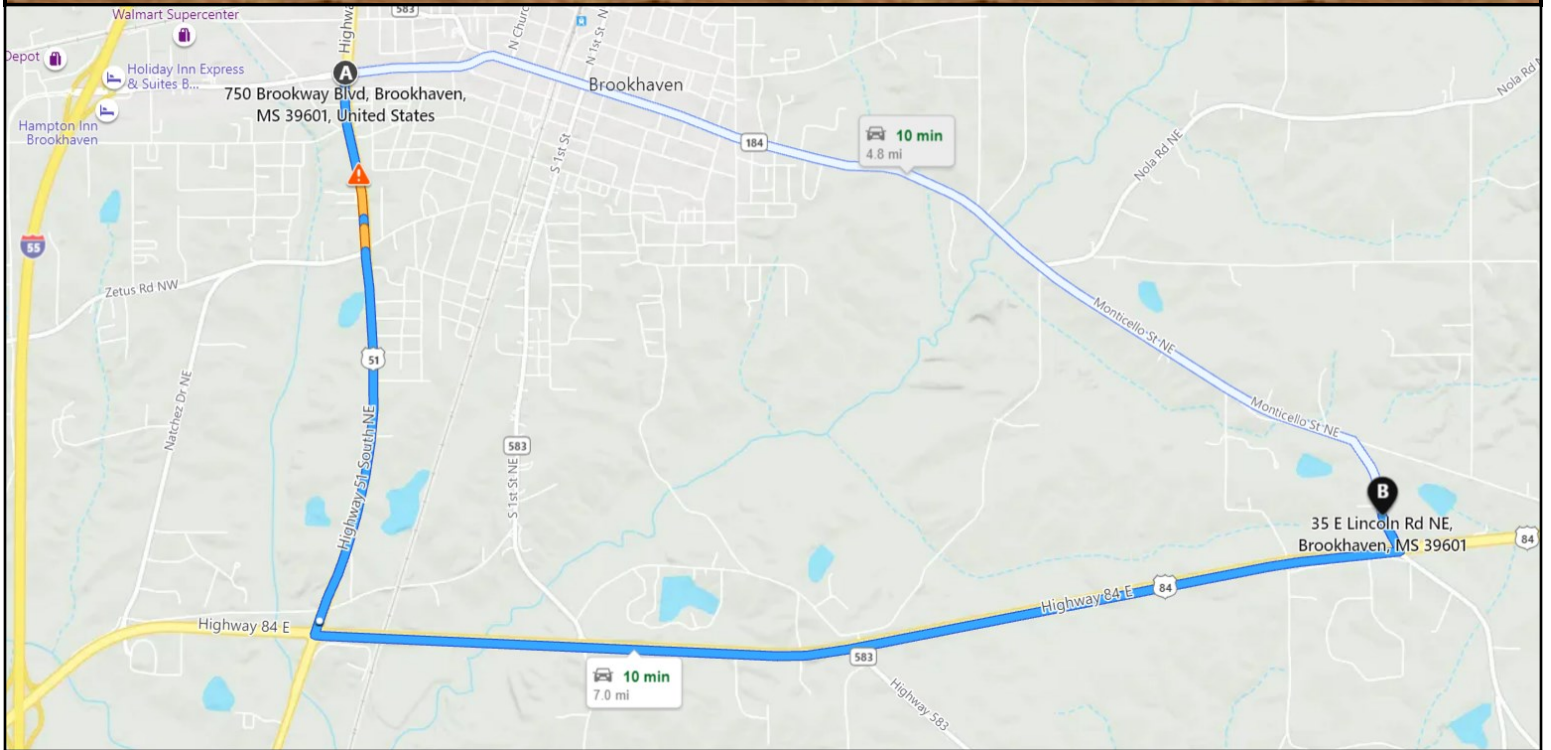 Walmart Supercenter
583
Highwa
N Churc
N 1st St
Depot
Holiday Inn Express
& Suites B...
Hampton Inn
Brookhaven
A
750 Brookway Blvd, Brookhaven,
MS 39601, United States
Brookhaven
184
10 min
4.8 mi
Nola Rd NE
Nola Rd N
S 1st St
55
Zetus Rd NW
51
Natchez Dr NE
Highway 51 South NE
583
S 1st St NE
Monticello St NE
Monticello St NE
B
35 E Lincoln Rd NE,
Brookhaven, MS 39601
84
Highway 84 E
84
Highway 84 E
583
10 min
7.0 mi
Highway 583